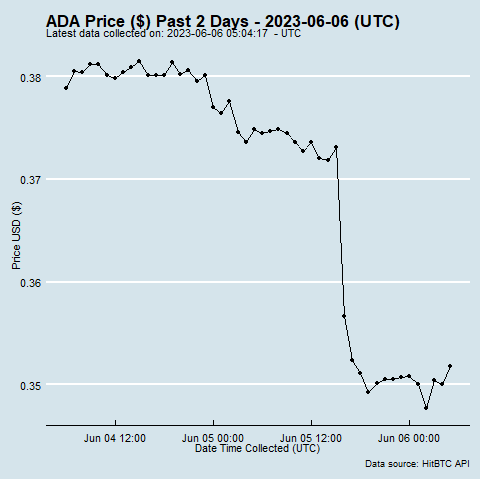 ADA Price ($) Past 2 Days - 2023-06-06 (UTC)
Latest data collected on: 2023-06-06 05:04:17 - UTC
0.38
0.37
0.36
0.35
Price USD ($)
Jun 04 12:00
Jun 05 00:00
Jun 05 12:00
Jun 06 00:00
Date Time Collected (UTC)
Data source: HitBTC API